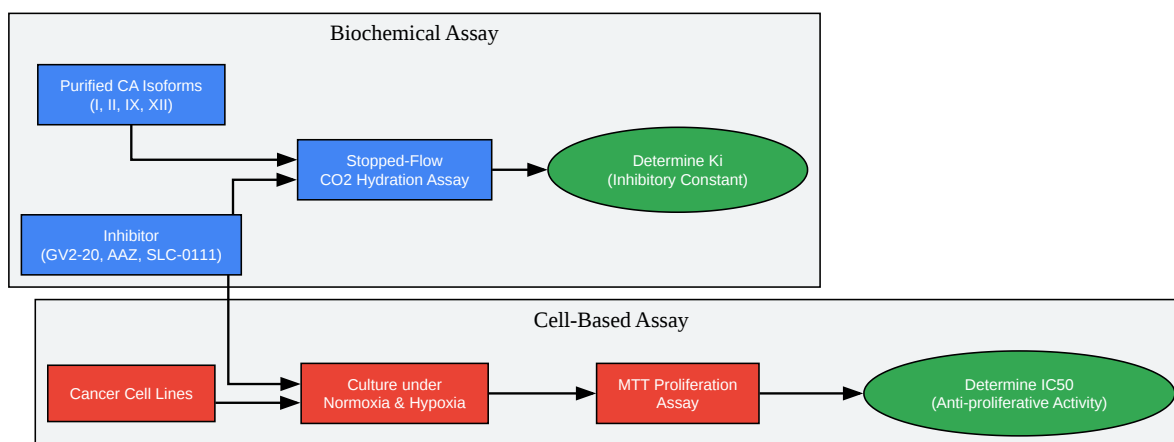 Biochemical Assay
Purified CA Isoforms
(I, II, IX, XII)
Stopped-Flow
CO2 Hydration Assay
Determine Ki
(Inhibitory Constant)
Inhibitor
(GV2-20, AAZ, SLC-0111)
Cell-Based Assay
Cancer Cell Lines
Culture under
Normoxia & Hypoxia
MTT Proliferation
Assay
Determine IC50
(Anti-proliferative Activity)